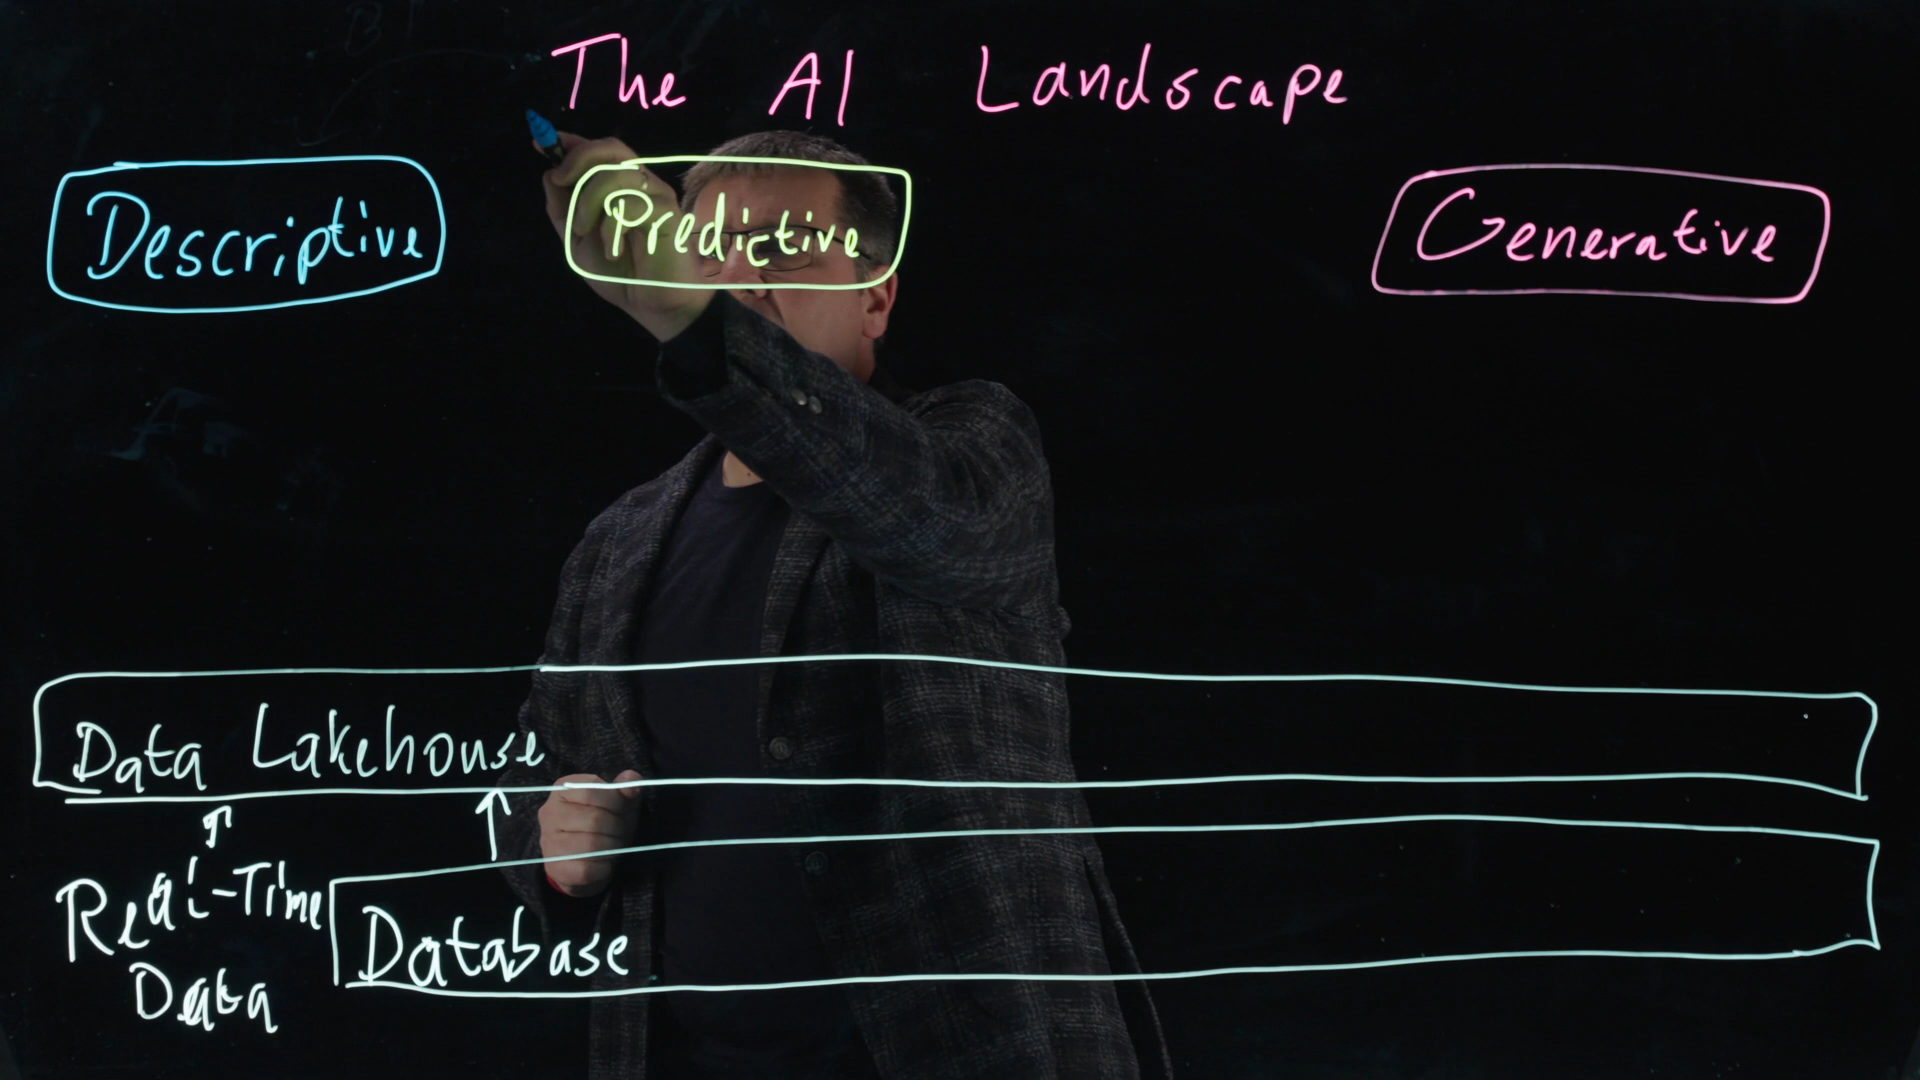 The AI Landscape
Descriptive
Predictive
Generative
Data Lakehouse
Real-Time
Data
Database